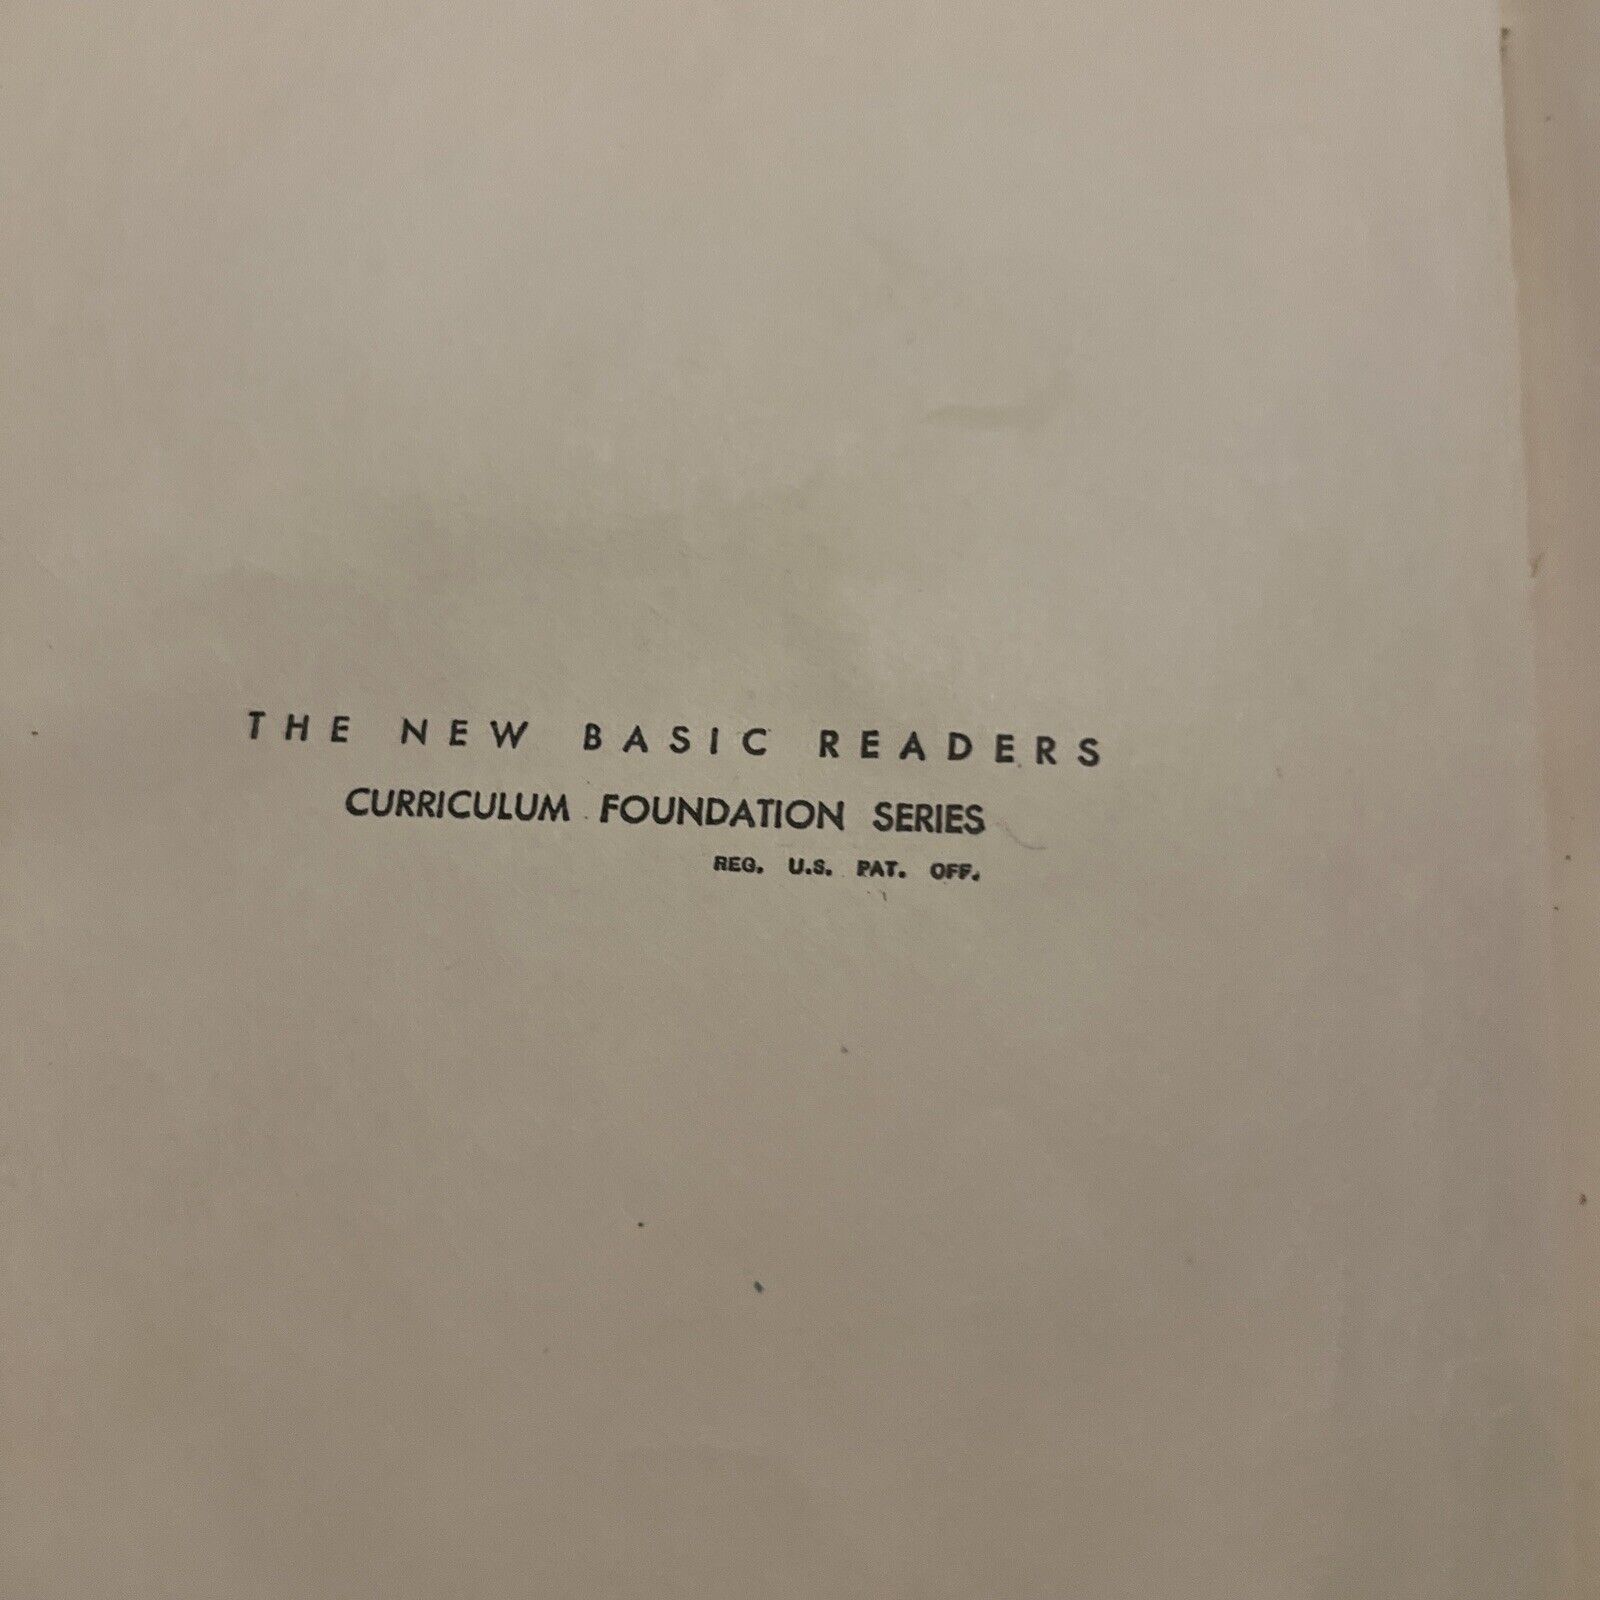 THE NEW BASIC READERS
CURRICULUM FOUNDATION SERIES
REG. U.S. PAT. OFF.